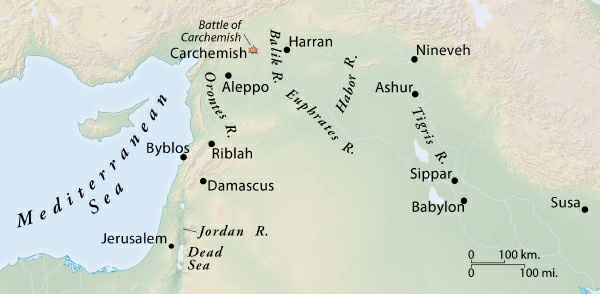 Battle of
Carchemish
Carchemish
Balik R.
Harran
Nineveh
Aleppo
Orontes R.
Euphrates R.
Habor R.
Ashur
Tigris R.
Mediterranean
Sea
Byblos
Riblah
Damascus
Sippar
Babylon
Susa
Jordan R.
Jerusalem
Dead
Sea
0 100 km.
0 100 mi.